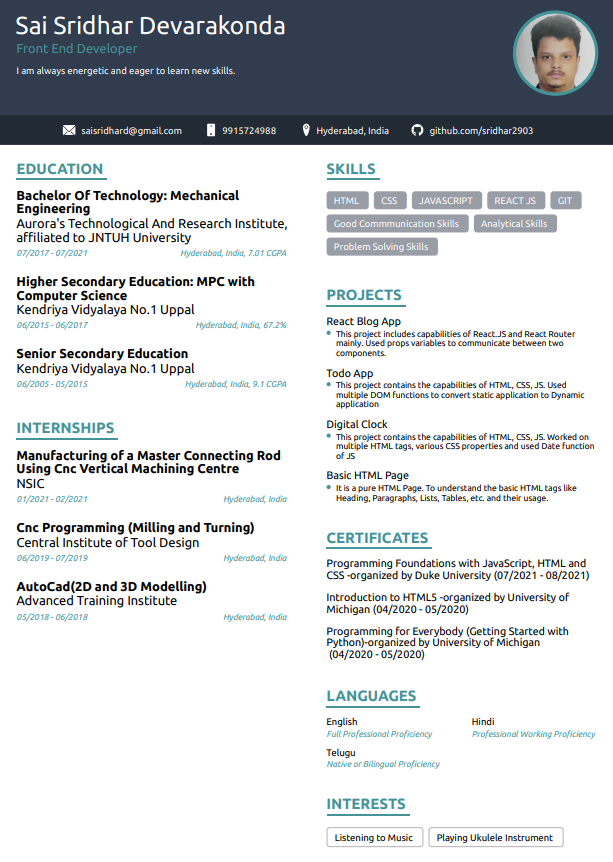 Sai Sridhar Devarakonda
Front End Developer
I am always energetic and eager to learn new skills.
saisridhard@gmail.com
9915724988
Hyderabad, India
github.com/sridhar2903
EDUCATION
Bachelor Of Technology: Mechanical
Engineering
Aurora's Technological And Research Institute,
affiliated to JNTUH University
07/2017 - 07/2021
Hyderabad, India, 7.01 CGPA
Higher Secondary Education: MPC with
Computer Science
Kendriya Vidyalaya No.1 Uppal
06/2015 - 06/2017
Hyderabad, India, 67.2%
Senior Secondary Education
Kendriya Vidyalaya No.1 Uppal
06/2005 - 05/2015
Hyderabad, India, 9.1 CGPA
INTERNSHIPS
Manufacturing of a Master Connecting Rod
Using Cnc Vertical Machining Centre
NSIC
01/2021 - 02/2021
Hyderabad, India
Cnc Programming (Milling and Turning)
Central Institute of Tool Design
06/2019 - 07/2019
Hyderabad, India
AutoCad(2D and 3D Modelling)
Advanced Training Institute
05/2018 - 06/2018
Hyderabad, India
SKILLS
HTML
CSS
JAVASCRIPT
REACT JS
GIT
Good Commmunication Skills
Analytical Skills
Problem Solving Skills
PROJECTS
React Blog App
This project includes capabilities of React.JS and React Router
mainly. Used props variables to communicate between two
components.
Todo App
This project contains the capabilities of HTML, CSS, JS. Used
multiple DOM functions to convert static application to Dynamic
application
Digital Clock
This project contains the capabilities of HTML, CSS, JS. Worked on
multiple HTML tags, various CSS properties and used Date function
of JS
Basic HTML Page
It is a pure HTML Page. To understand the basic HTML tags like
Heading, Paragraphs, Lists, Tables, etc. and their usage.
CERTIFICATES
Programming Foundations with JavaScript, HTML and
CSS -organized by Duke University (07/2021 - 08/2021)
Introduction to HTML5 -organized by University of
Michigan (04/2020 - 05/2020)
Programming for Everybody (Getting Started with
Python)-organized by University of Michigan
(04/2020 - 05/2020)
LANGUAGES
English
Full Professional Proficiency
Hindi
Professional Working Proficiency
Telugu
Native or Bilingual Proficiency
INTERESTS
Listening to Music
Playing Ukulele Instrument